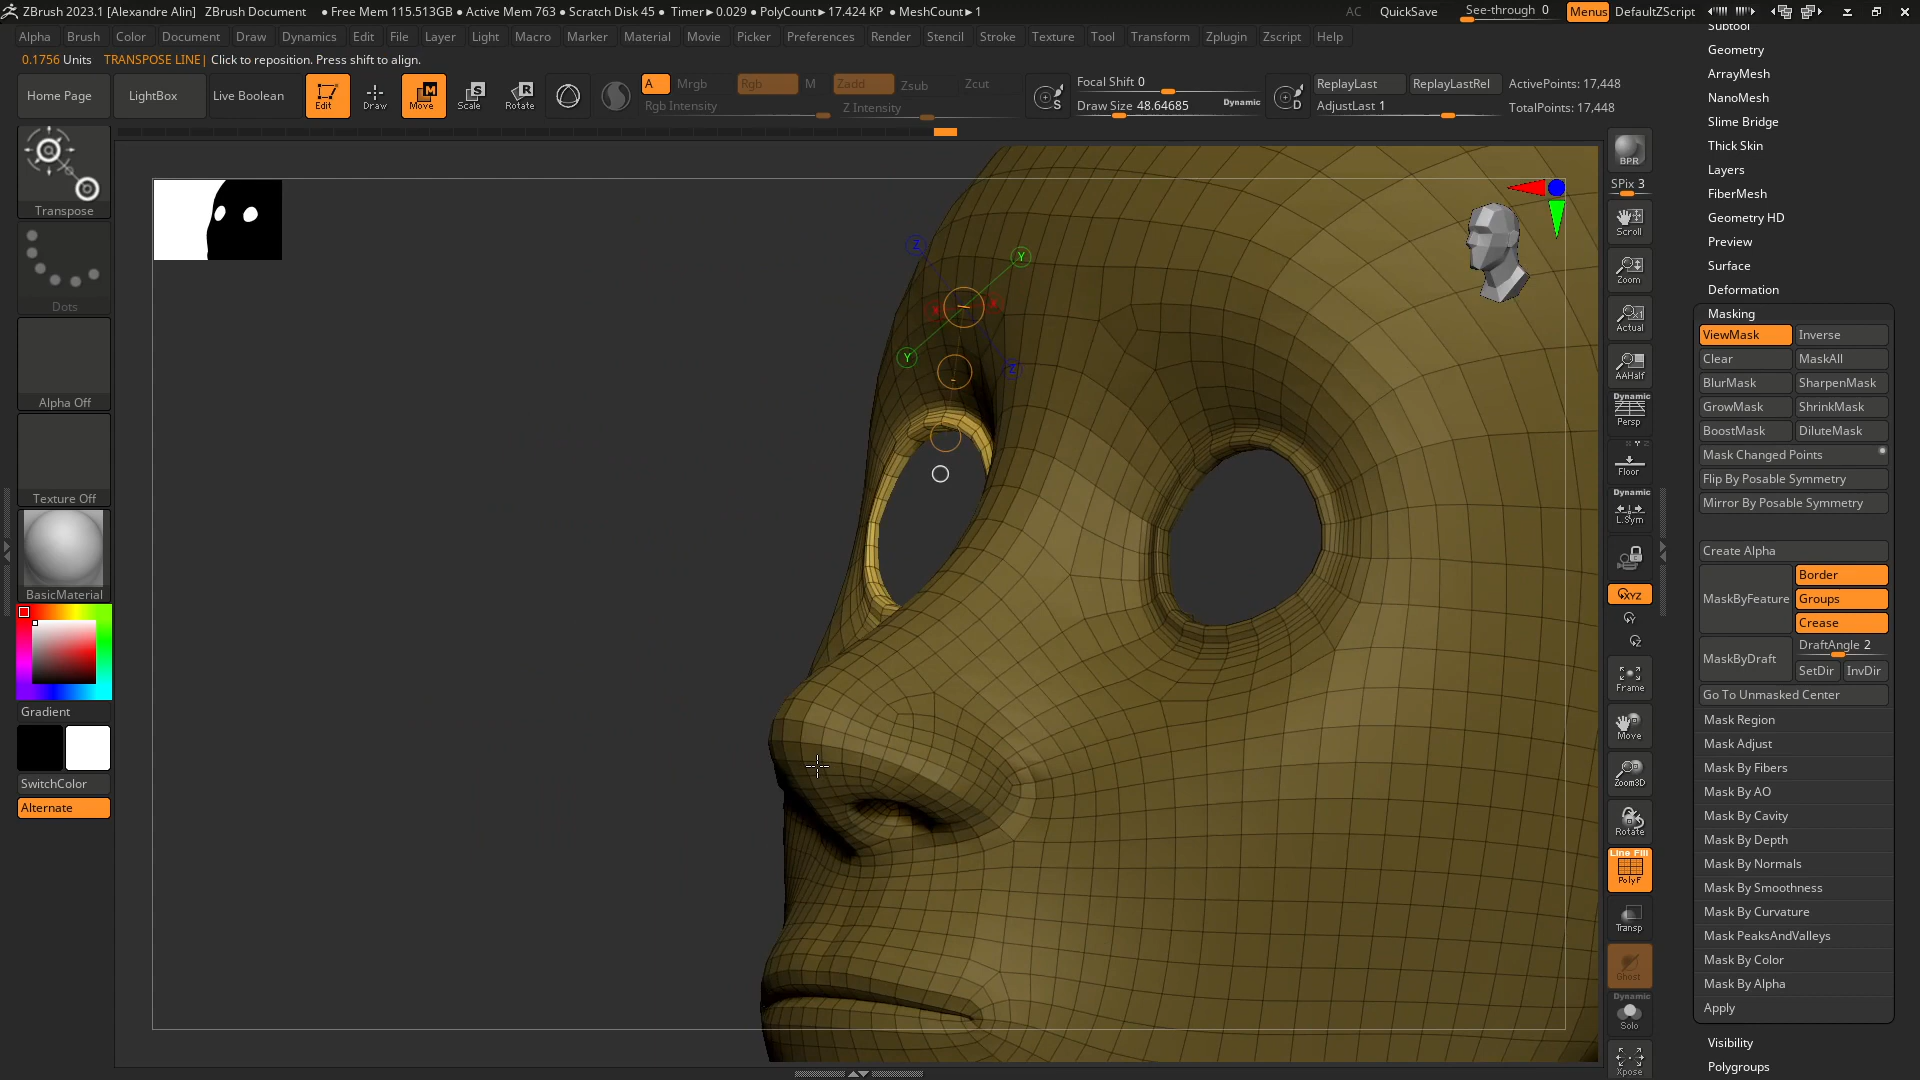 ZBrush 2023.1 [Alexandre Alin] ZBrush Document ● Free Mem 115.513GB ● Active Mem 763 ● Scratch Disk 45 ● Timer►0.029 ● PolyCount►17.424 KP ● MeshCount►1 AC QuickSave See-through 0 Menus DefaultZScript
Alpha Brush Color Document Draw Dynamics Edit File Layer Light Macro Marker Material Movie Picker Preferences Render Stencil Stroke Texture Tool Transform Zplugin Zscript Help
0.1756 Units TRANSPOSE LINE| Click to reposition. Press shift to align.
Home Page LightBox Live Boolean Edit Draw Move Scale Rotate
M S R
A Mrgb Rgb M Zadd Zsub Zcut
Rgb Intensity Z Intensity
S Focal Shift 0
Draw Size 48.64685 Dynamic
D ReplayLast ReplayLastRel ActivePoints: 17,448
AdjustLast 1 TotalPoints: 17,448
Transpose
Dots
Alpha Off
Texture Off
BasicMaterial
Gradient
SwitchColor
Alternate
Z
Y
X X
Y
Z
BPR
SPix 3
Scroll
Zoom
Actual
AAHalf
Dynamic
Persp
Floor
Dynamic
L.Sym
XYZ
Y
Z
Frame
Move
Zoom3D
Rotate
Line Fill
PolyF
Transp
Ghost
Dynamic
Solo
Xpose
Subtool
Geometry
ArrayMesh
NanoMesh
Slime Bridge
Thick Skin
Layers
FiberMesh
Geometry HD
Preview
Surface
Deformation
Masking
ViewMask Inverse
Clear MaskAll
BlurMask SharpenMask
GrowMask ShrinkMask
BoostMask DiluteMask
Mask Changed Points
Flip By Posable Symmetry
Mirror By Posable Symmetry
Create Alpha
MaskByFeature Border
Groups
Crease
MaskByDraft DraftAngle 2
SetDir InvDir
Go To Unmasked Center
Mask Region
Mask Adjust
Mask By Fibers
Mask By AO
Mask By Cavity
Mask By Depth
Mask By Normals
Mask By Smoothness
Mask By Curvature
Mask PeaksAndValleys
Mask By Color
Mask By Alpha
Apply
Visibility
Polygroups